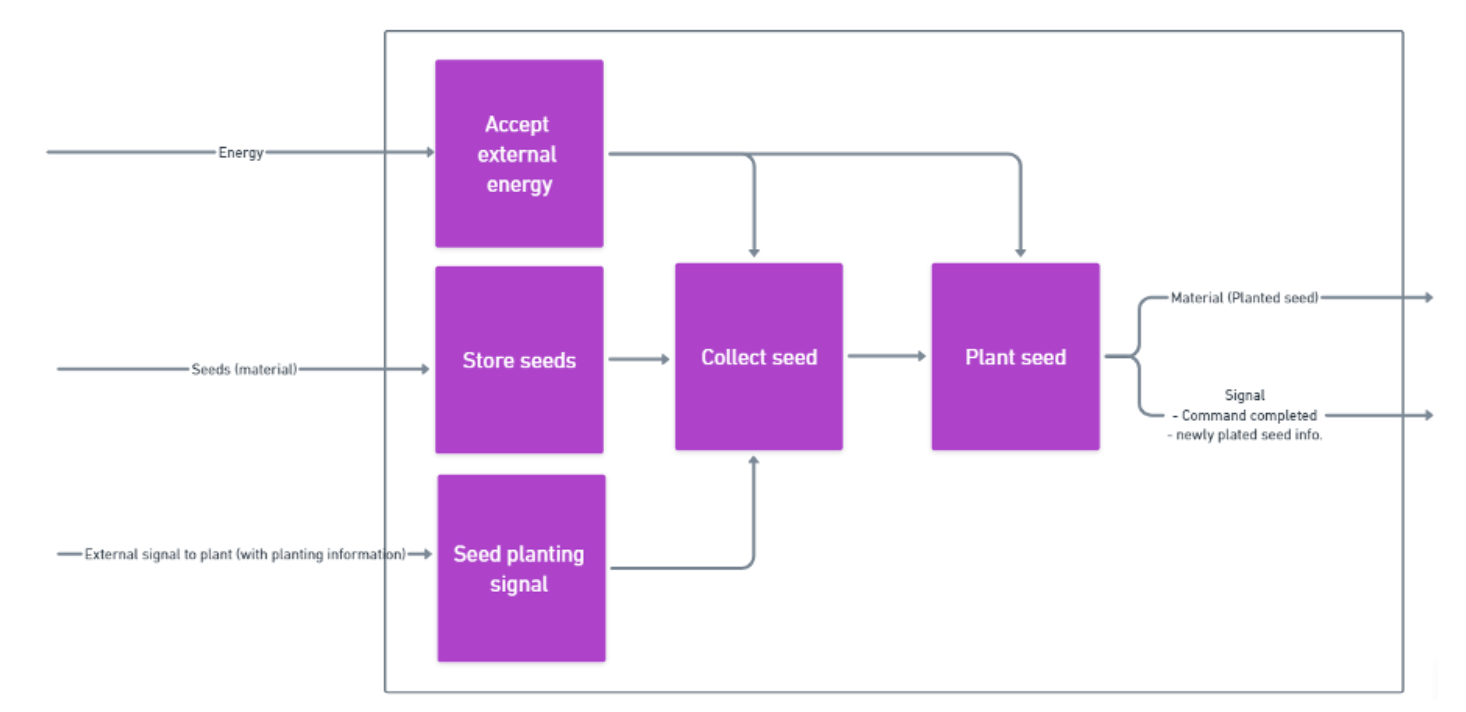 Accept
external
energy
Energy
Store seeds
Collect seed
Plant seed
Material (Planted seed)
Seeds (material)
Signal
- Command completed
- newly plated seed info.
External signal to plant (with planting information)
Seed planting
signal